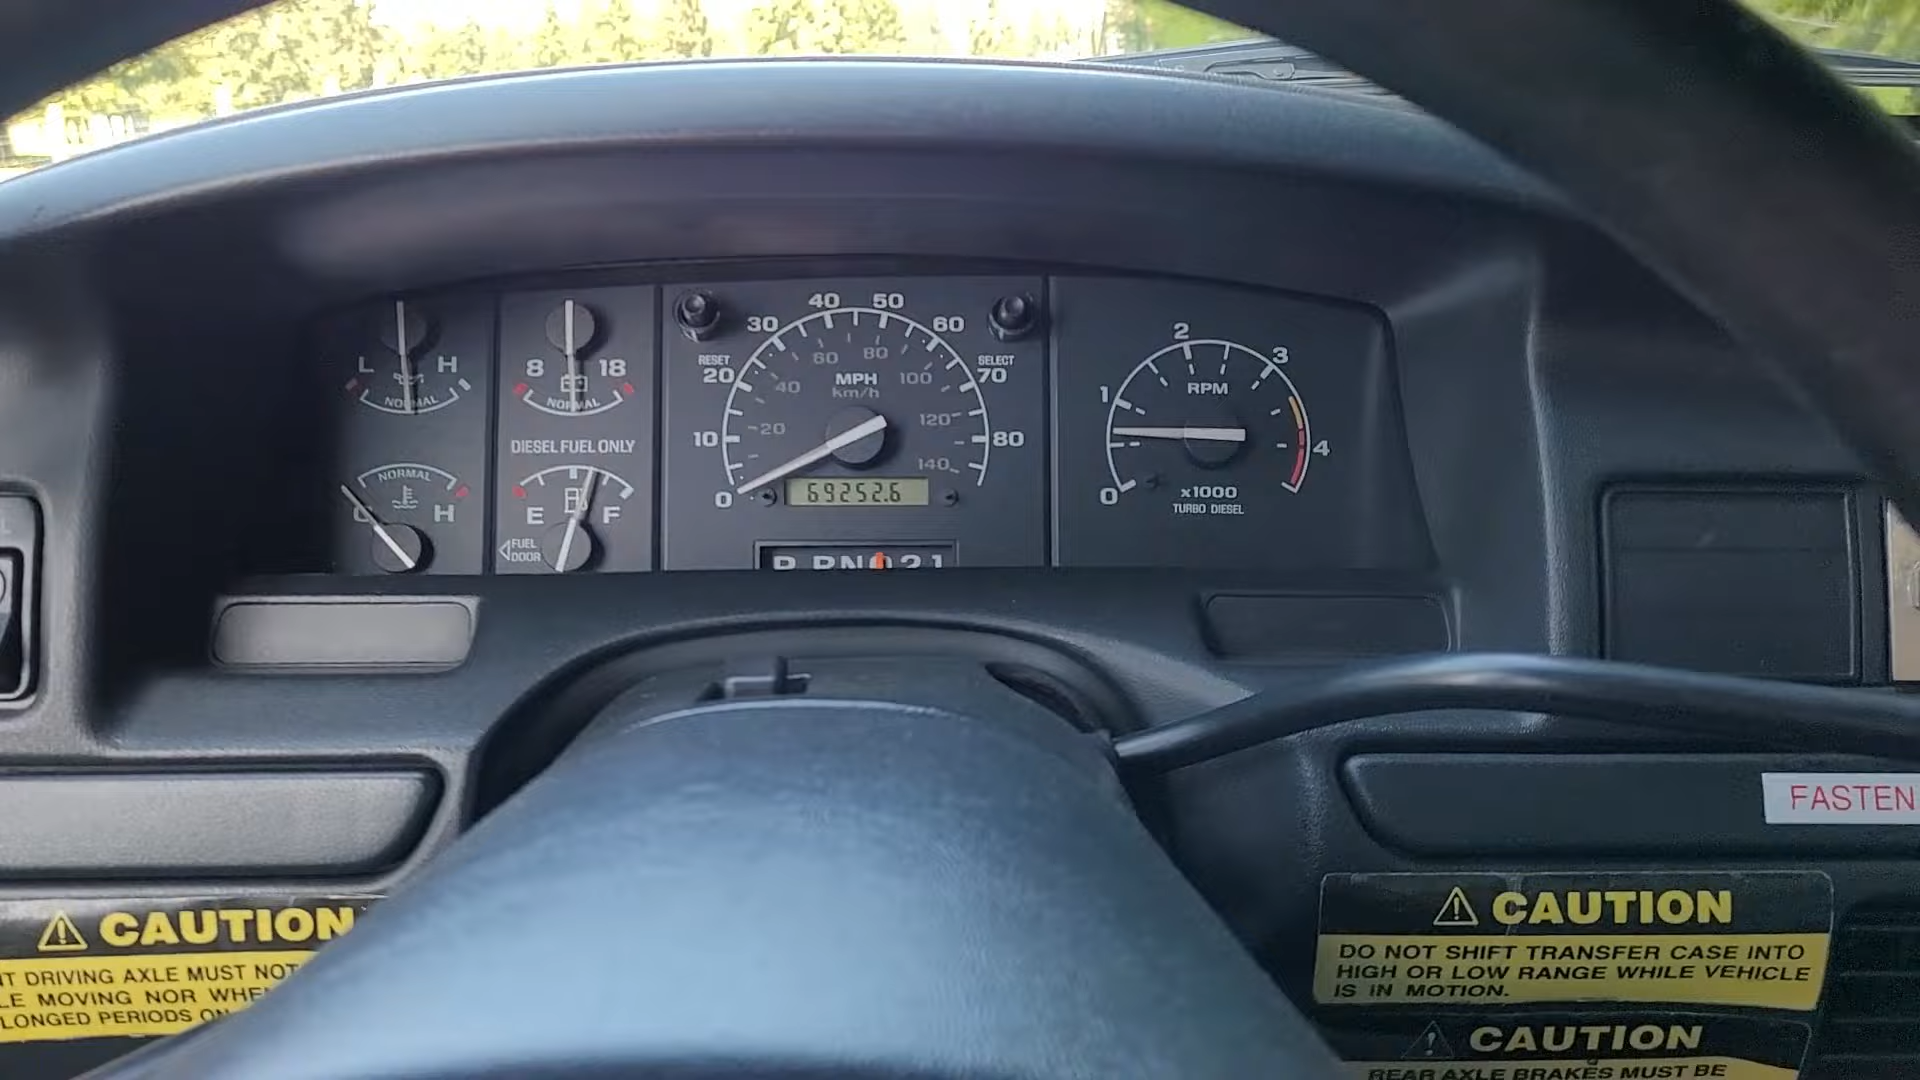 L H
NORMAL
NORMAL
C H
8 18
NORMAL
DIESEL FUEL ONLY
E F
FUEL
DOOR
0 10 20 30 40 50 60 70 80
RESET
SELECT
MPH
km/h
20 40 60 80 100 120 140
69252.6
P RN 21
0 1 2 3 4
RPM
x1000
TURBO DIESEL
FASTEN
CAUTION
T DRIVING AXLE MUST NOT
LE MOVING NOR WHEN
LONGED PERIODS ON
CAUTION
DO NOT SHIFT TRANSFER CASE INTO
HIGH OR LOW RANGE WHILE VEHICLE
IS IN MOTION.
CAUTION
REAR AXLE BRAKES MUST BE